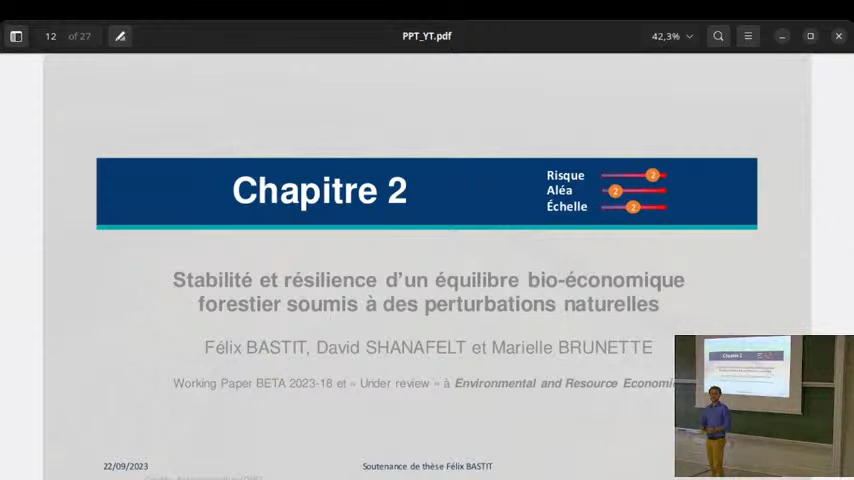 12 of 27
PPT_YT.pdf
42,3%
Chapitre 2
Risque 2
Aléa 2
Échelle 2
Stabilité et résilience d'un équilibre bio-économique
forestier soumis à des perturbations naturelles
Félix BASTIT, David SHANAFELT et Marielle BRUNETTE
Working Paper BETA 2023-18 et « Under review » à Environmental and Resource
22/09/2023
Soutenance de thèse Félix BASTIT
Chapitre 2